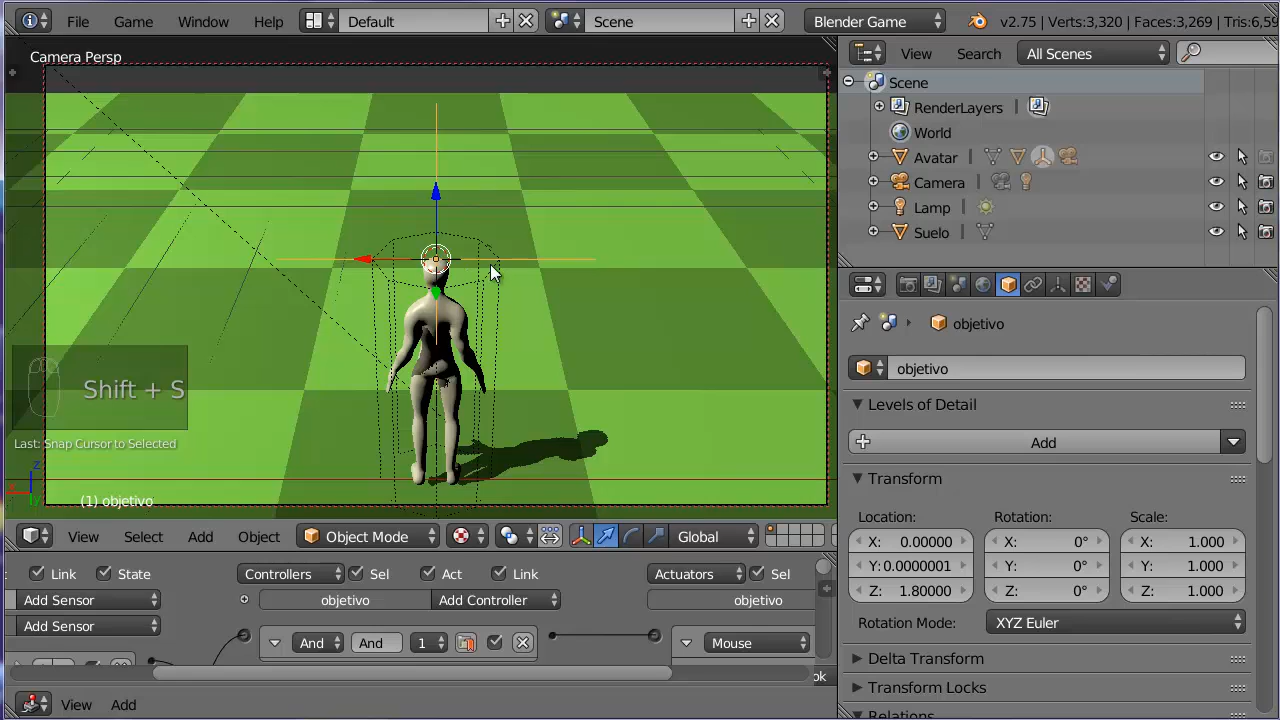 File Game Window Help Default Scene Blender Game v2.75 | Verts:3,320 | Faces:3,269 | Tris:6,59
View Search All Scenes
Camera Persp
Scene
RenderLayers
World
Avatar
Camera
Lamp
Suelo
objetivo
objetivo
Levels of Detail
Add
Transform
Location: Rotation: Scale:
X: 0.00000 X: 0° X: 1.000
Y:0.0000001 Y: 0° Y: 1.000
Z: 1.80000 Z: 0° Z: 1.000
Rotation Mode: XYZ Euler
Delta Transform
Transform Locks
Relations
Shift + S
Last: Snap Cursor to Selected
z
x
y
(1) objetivo
View Select Add Object Object Mode Global
Link State Controllers Sel Act Link Actuators Sel
Add Sensor objetivo Add Controller objetivo
Add Sensor
And And 1 Mouse
ok
View Add